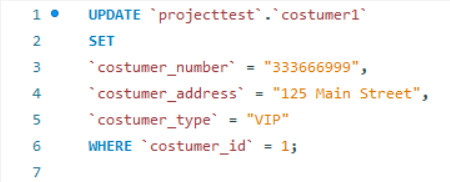 1 UPDATE `projecttest`.`costumer1`
2 SET
3 `costumer_number` = "333666999",
4 `costumer_address` = "125 Main Street",
5 `costumer_type` = "VIP"
6 WHERE `costumer_id` = 1;
7